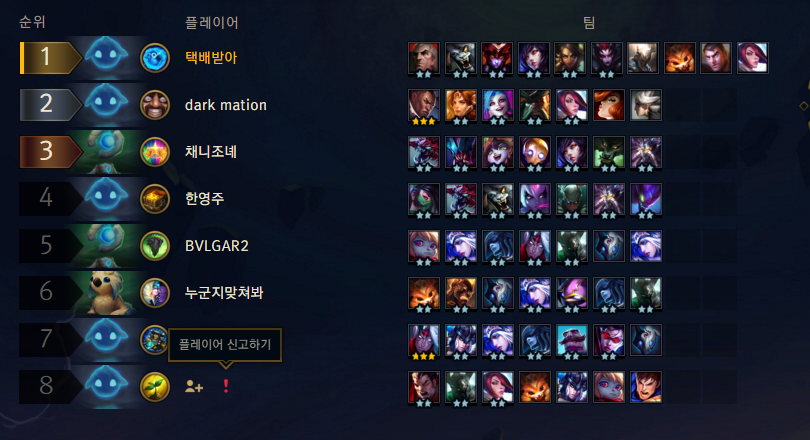 순위 플레이어 팀
1 택배받아
2 dark mation
3 채니조녜
4 한영주
5 BVLGAR2
6 누군지맞쳐봐
7 플레이어 신고하기
8